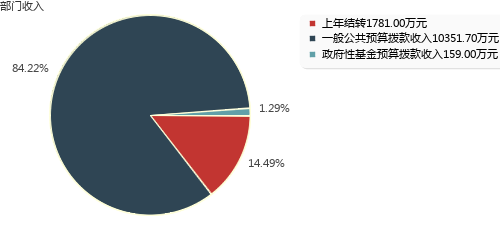 部门收入
上年结转1781.00万元
一般公共预算拨款收入10351.70万元
政府性基金预算拨款收入159.00万元
84.22%
1.29%
14.49%